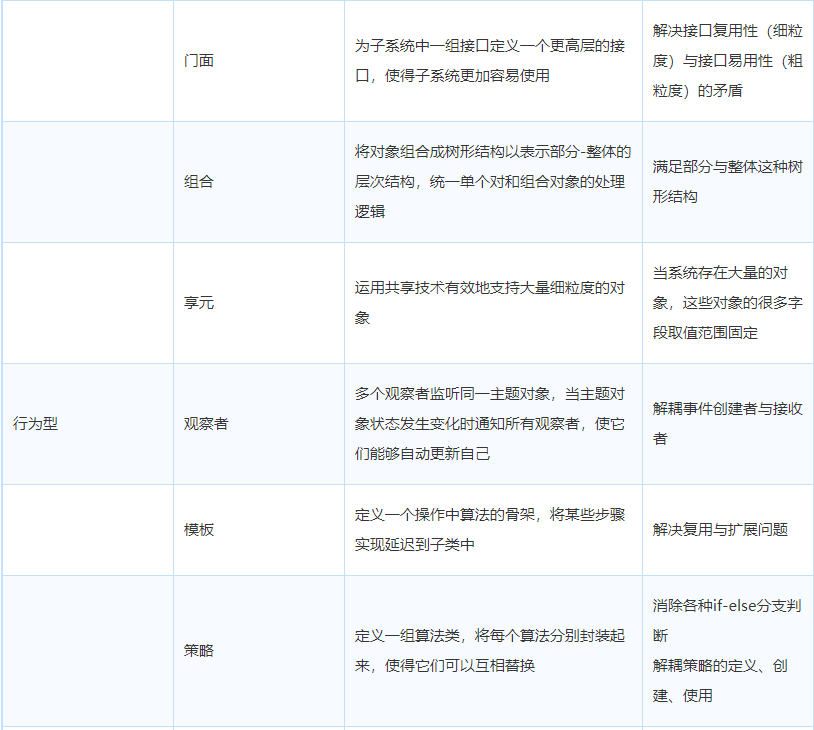 门面
为子系统中一组接口定义一个更高层的接
口，使得子系统更加容易使用
解决接口复用性（细粒
度）与接口易用性（粗
粒度）的矛盾
组合
将对象组合成树形结构以表示部分-整体的
层次结构，统一单个对和组合对象的处理
逻辑
满足部分与整体这种树
形结构
享元
运用共享技术有效地支持大量细粒度的对
象
当系统存在大量的对
象，这些对象的很多字
段取值范围固定
行为型
观察者
多个观察者监听同一主题对象，当主题对
象状态发生变化时通知所有观察者，使它
们能够自动更新自己
解耦事件创建者与接收
者
模板
定义一个操作中算法的骨架，将某些步骤
实现延迟到子类中
解决复用与扩展问题
策略
定义一组算法类，将每个算法分别封装起
来，使得它们可以互相替换
消除各种if-else分支判
断
解耦策略的定义、创
建、使用